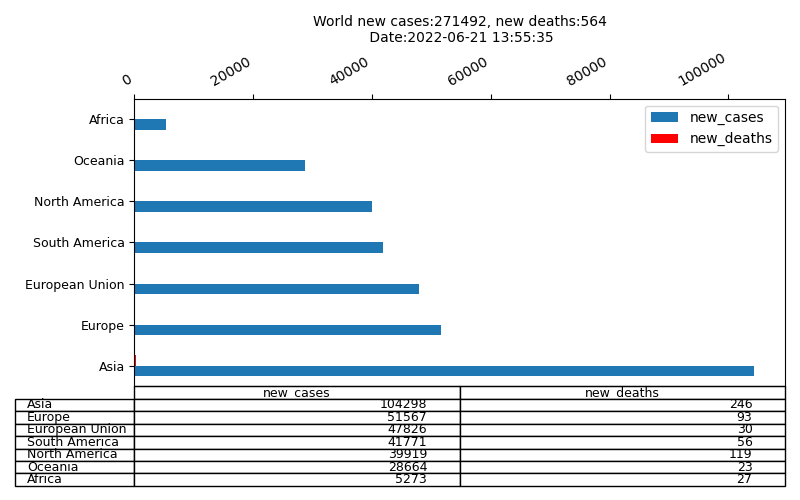 World new cases:271492, new deaths:564
Date:2022-06-21 13:55:35
0 20000 40000 60000 80000 100000
new_cases
new_deaths
Africa
Oceania
North America
South America
European Union
Europe
Asia
new_cases new_deaths
Asia 104298 246
Europe 51567 93
European Union 47826 30
South America 41771 56
North America 39919 119
Oceania 28664 23
Africa 5273 27